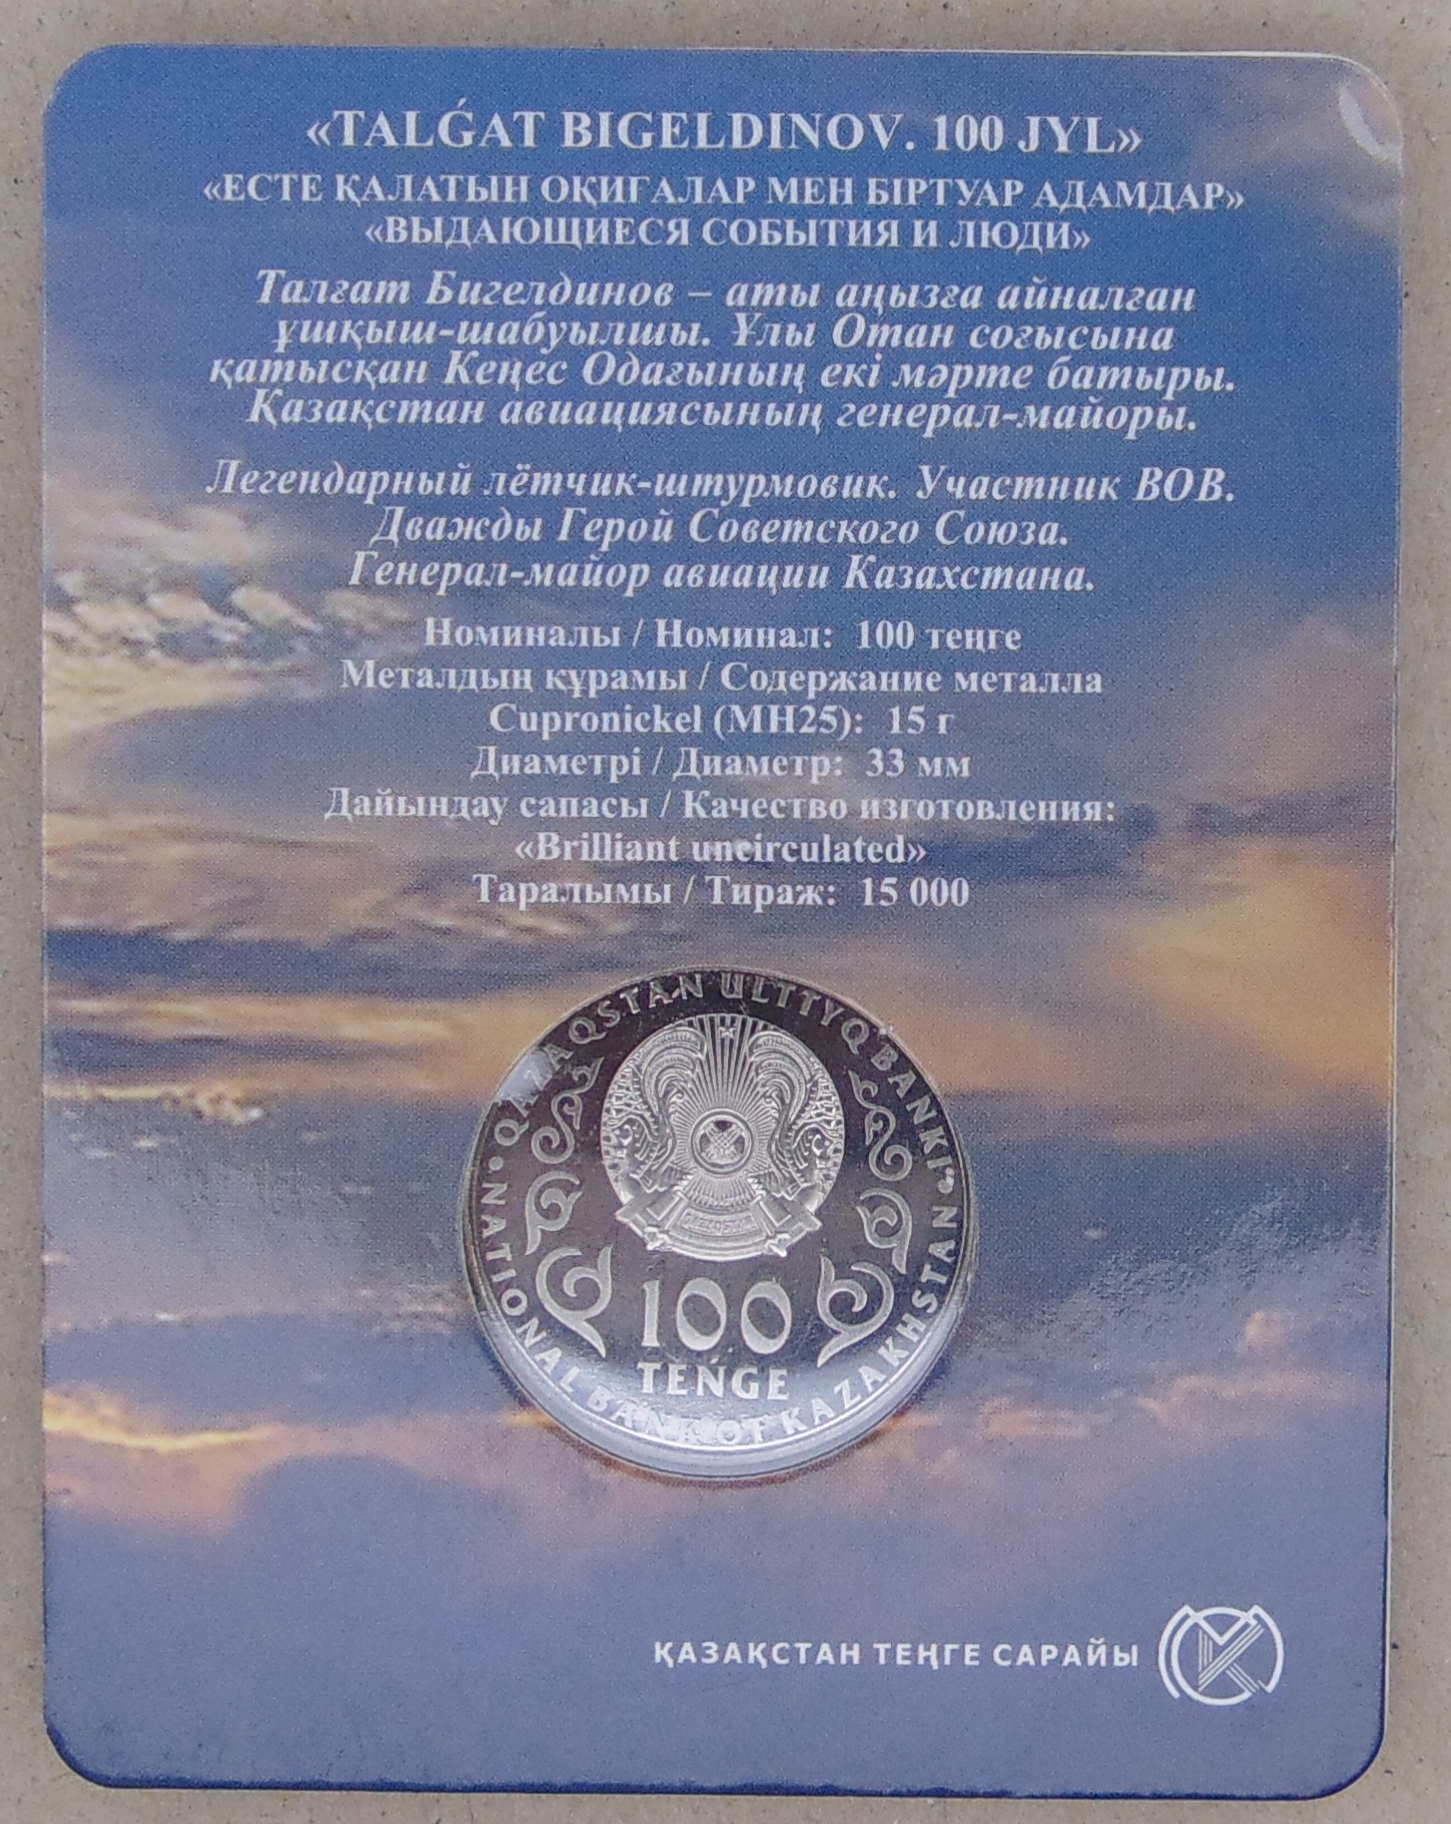 «TALǴAT BIGELDINOV. 100 JYL»
«ЕСТЕ ҚАЛАТЫН ОҚИҒАЛАР МЕН БІРТУАР АДАМДАР»
«ВЫДАЮЩИЕСЯ СОБЫТИЯ И ЛЮДИ»
Талғат Бигелдинов – аты аңызға айналған
ұшқыш-шабуылшы. Ұлы Отан соғысына
қатысқан Кеңес Одағының екі мәрте батыры.
Қазақстан авиациясының генерал-майоры.
Легендарный лётчик-штурмовик. Участник ВОВ.
Дважды Герой Советского Союза.
Генерал-майор авиации Казахстана.
Номиналы / Номинал: 100 теңге
Металдың құрамы / Содержание металла
Cupronickel (МН25): 15 г
Диаметрі / Диаметр: 33 мм
Дайындау сапасы / Качество изготовления:
«Brilliant uncirculated»
Таралымы / Тираж: 15 000
QAZAQSTAN ULTTYQ BANKI
100
TEŃGE
• NATIONAL BANK OF KAZAKHSTAN •
ҚАЗАҚСТАН ТЕҢГЕ САРАЙЫ